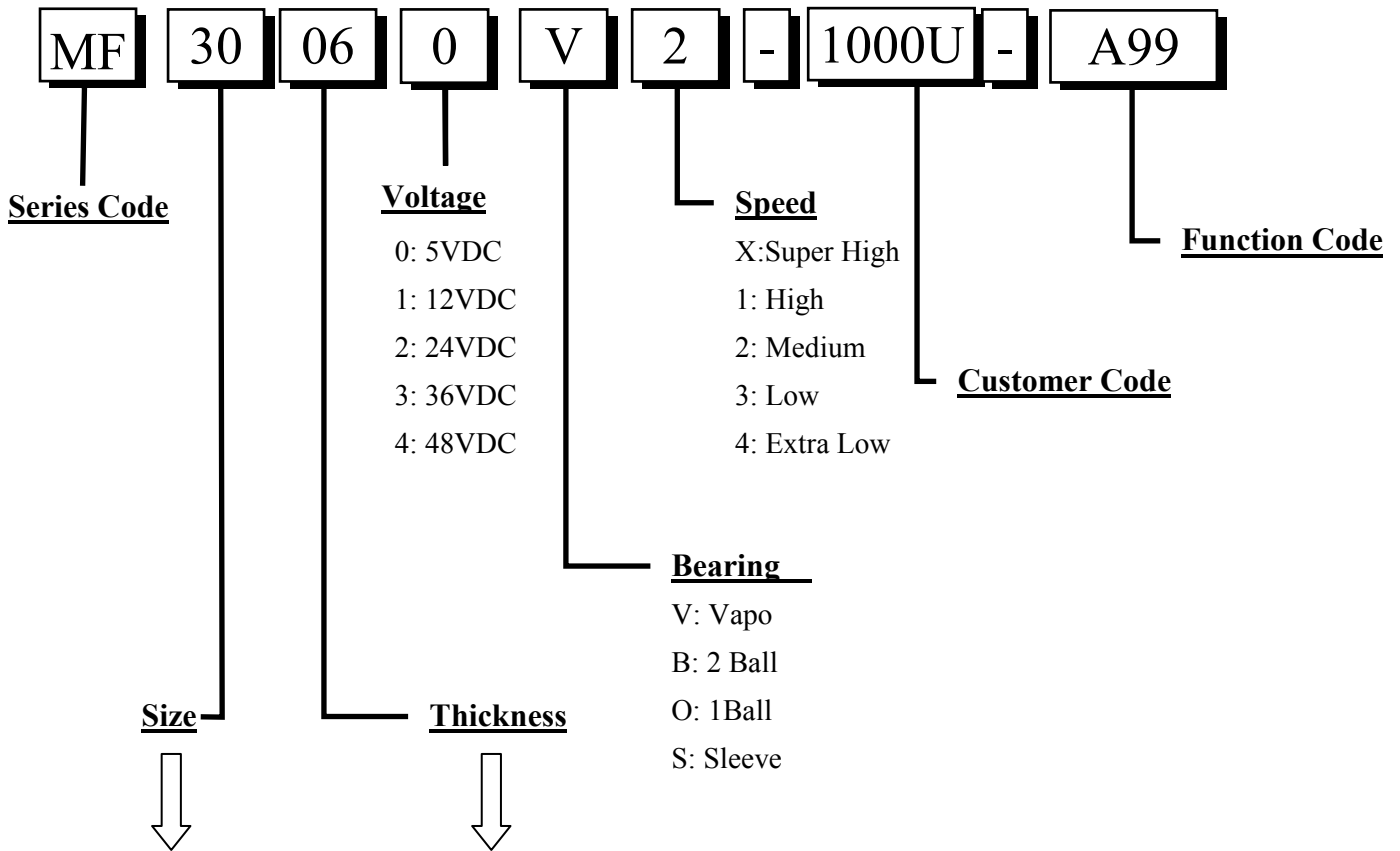 MF 30 06 0 V 2 - 1000U - A99
Series Code
Voltage
0: 5VDC
1: 12VDC
2: 24VDC
3: 36VDC
4: 48VDC
Speed
X:Super High
1: High
2: Medium
3: Low
4: Extra Low
Function Code
Customer Code
Bearing
V: Vapo
B: 2 Ball
O: 1Ball
S: Sleeve
Size
Thickness